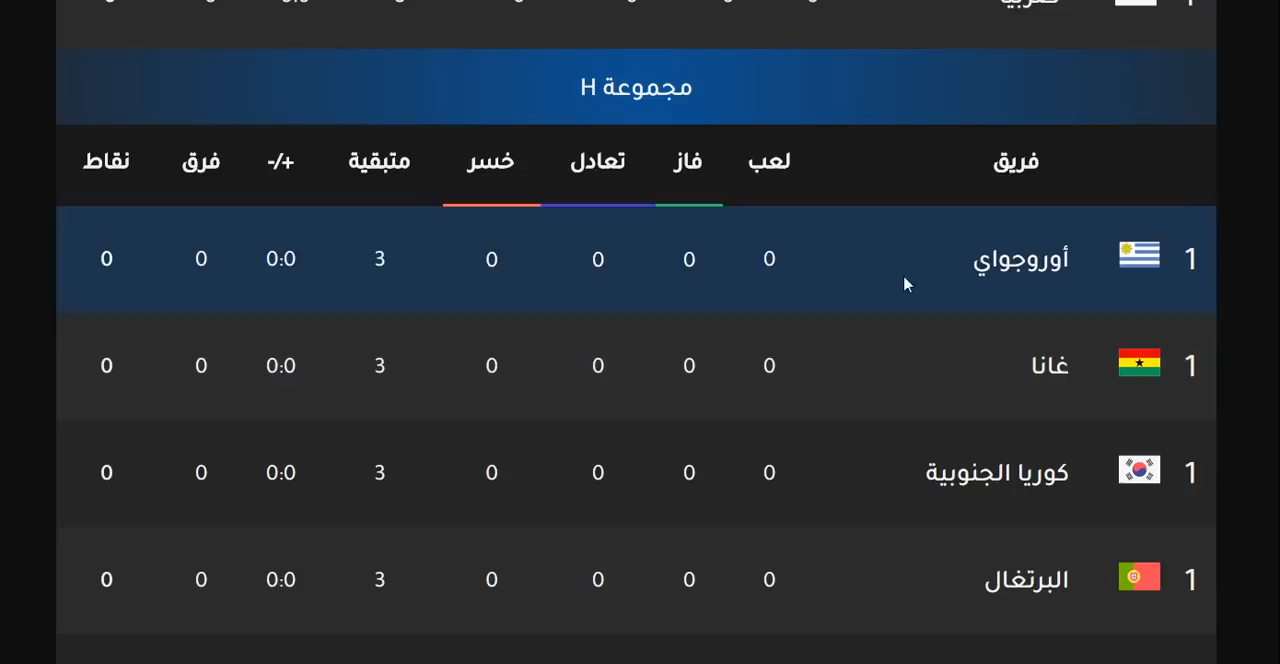 1 صربيا
مجموعة H
فريق لعب فاز تعادل خسر متبقية +/- فرق نقاط
1 أوروجواي 0 0 0 0 3 0:0 0 0
1 غانا 0 0 0 0 3 0:0 0 0
1 كوريا الجنوبية 0 0 0 0 3 0:0 0 0
1 البرتغال 0 0 0 0 3 0:0 0 0